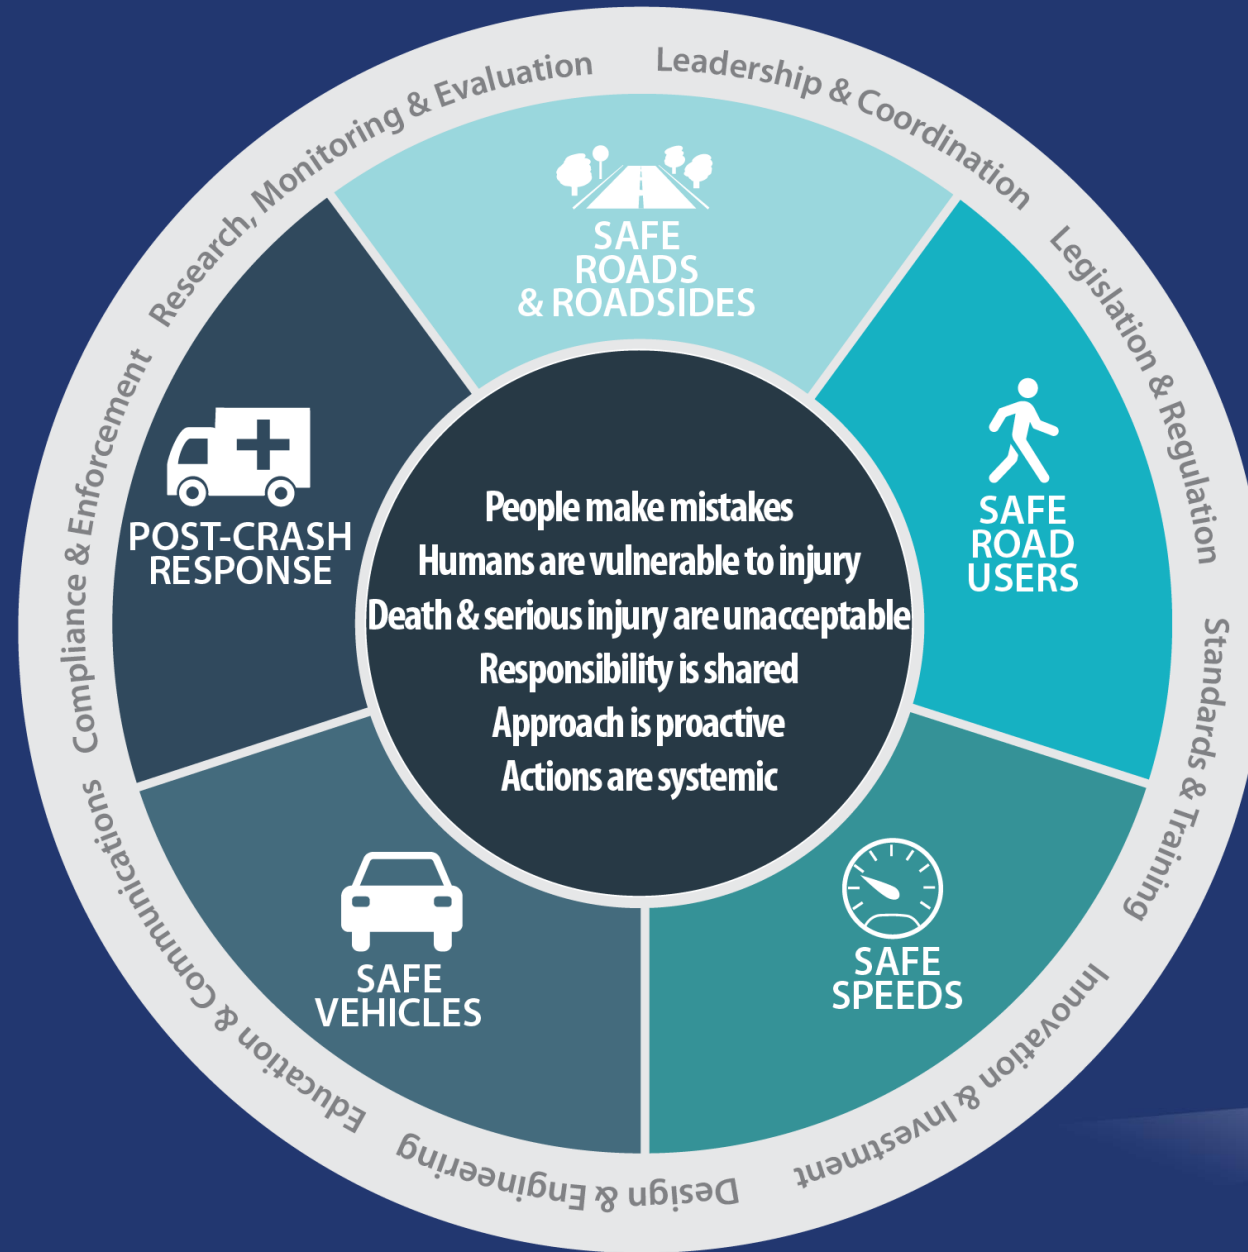 Leadership & Coordination
Legislation & Regulation
Standards & Training
Innovation & Investment
Design & Engineering
Education & Communications
Compliance & Enforcement
Research, Monitoring & Evaluation
SAFE
ROADS
& ROADSIDES
SAFE
ROAD
USERS
SAFE
SPEEDS
SAFE
VEHICLES
POST-CRASH
RESPONSE
People make mistakes
Humans are vulnerable to injury
Death & serious injury are unacceptable
Responsibility is shared
Approach is proactive
Actions are systemic